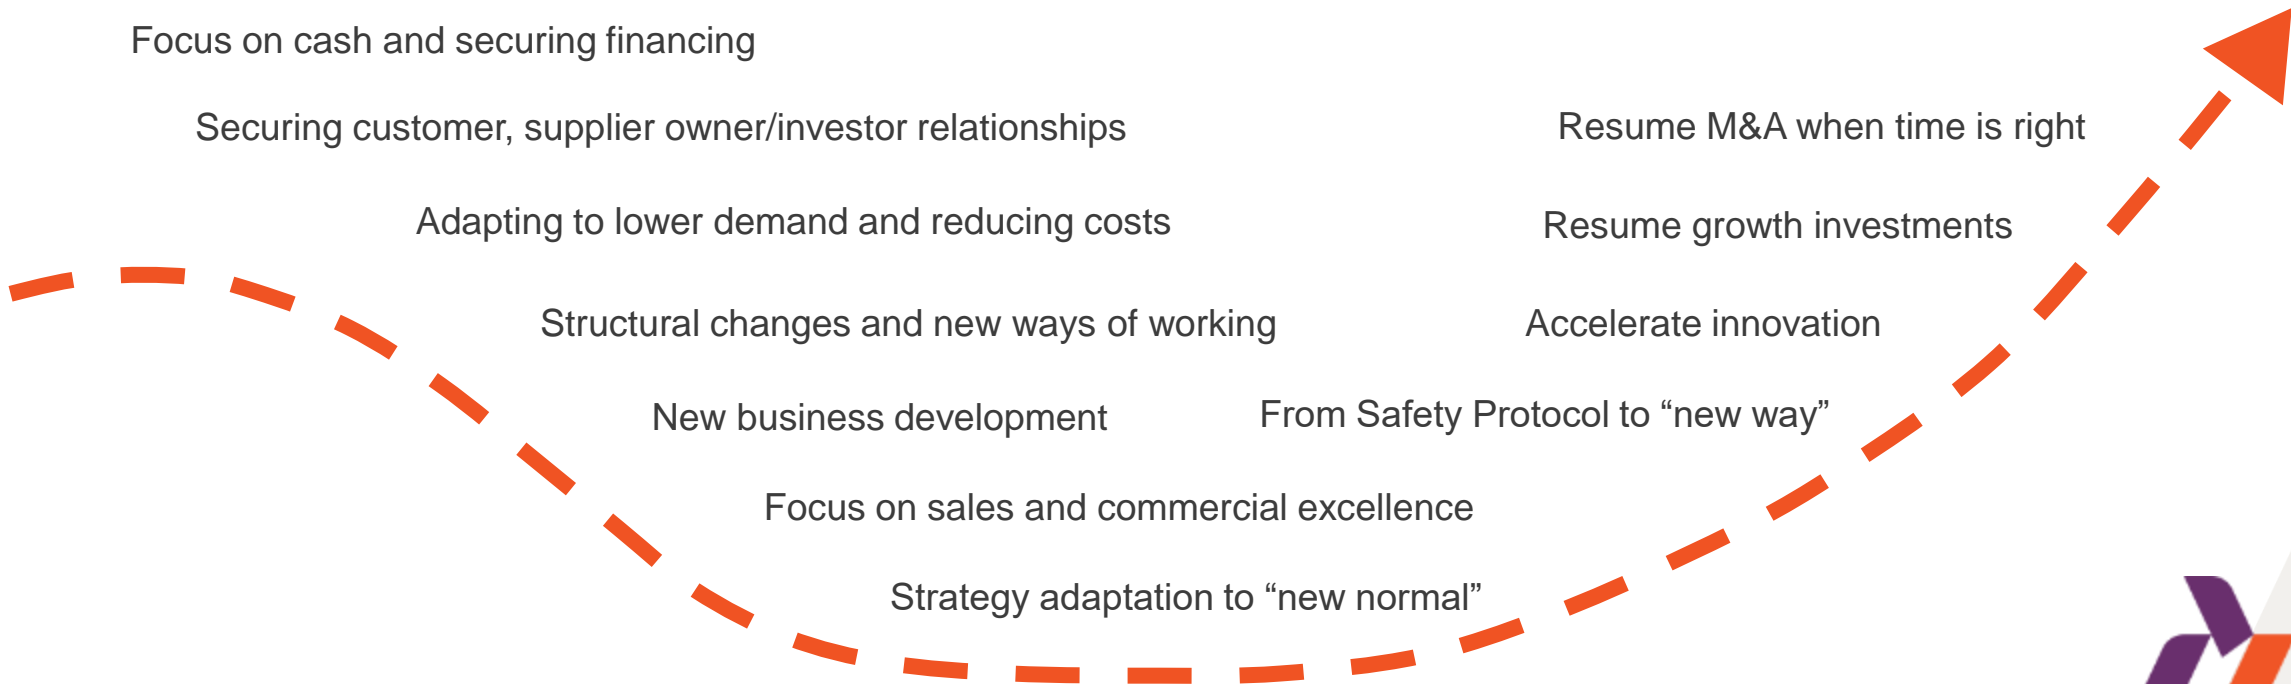 Focus on cash and securing financing
Securing customer, supplier owner/investor relationships
Resume M&A when time is right
Adapting to lower demand and reducing costs
Resume growth investments
Structural changes and new ways of working
Accelerate innovation
New business development
From Safety Protocol to “new way”
Focus on sales and commercial excellence
Strategy adaptation to “new normal”